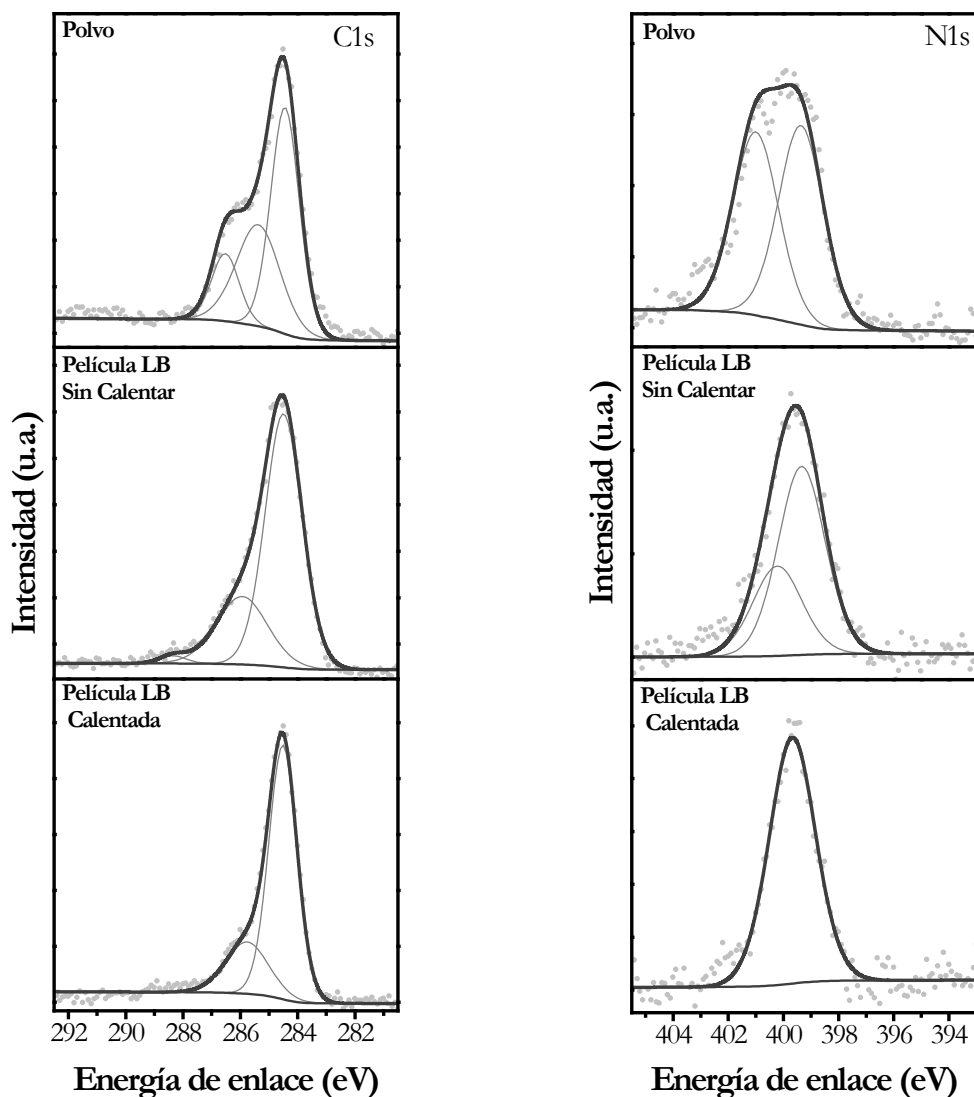 Polvo
C1s
Película LB
Sin Calentar
Película LB
Calentada
Intensidad (u.a.)
292 290 288 286 284 282
Energía de enlace (eV)
Polvo
N1s
Película LB
Sin Calentar
Película LB
Calentada
Intensidad (u.a.)
404 402 400 398 396 394
Energía de enlace (eV)